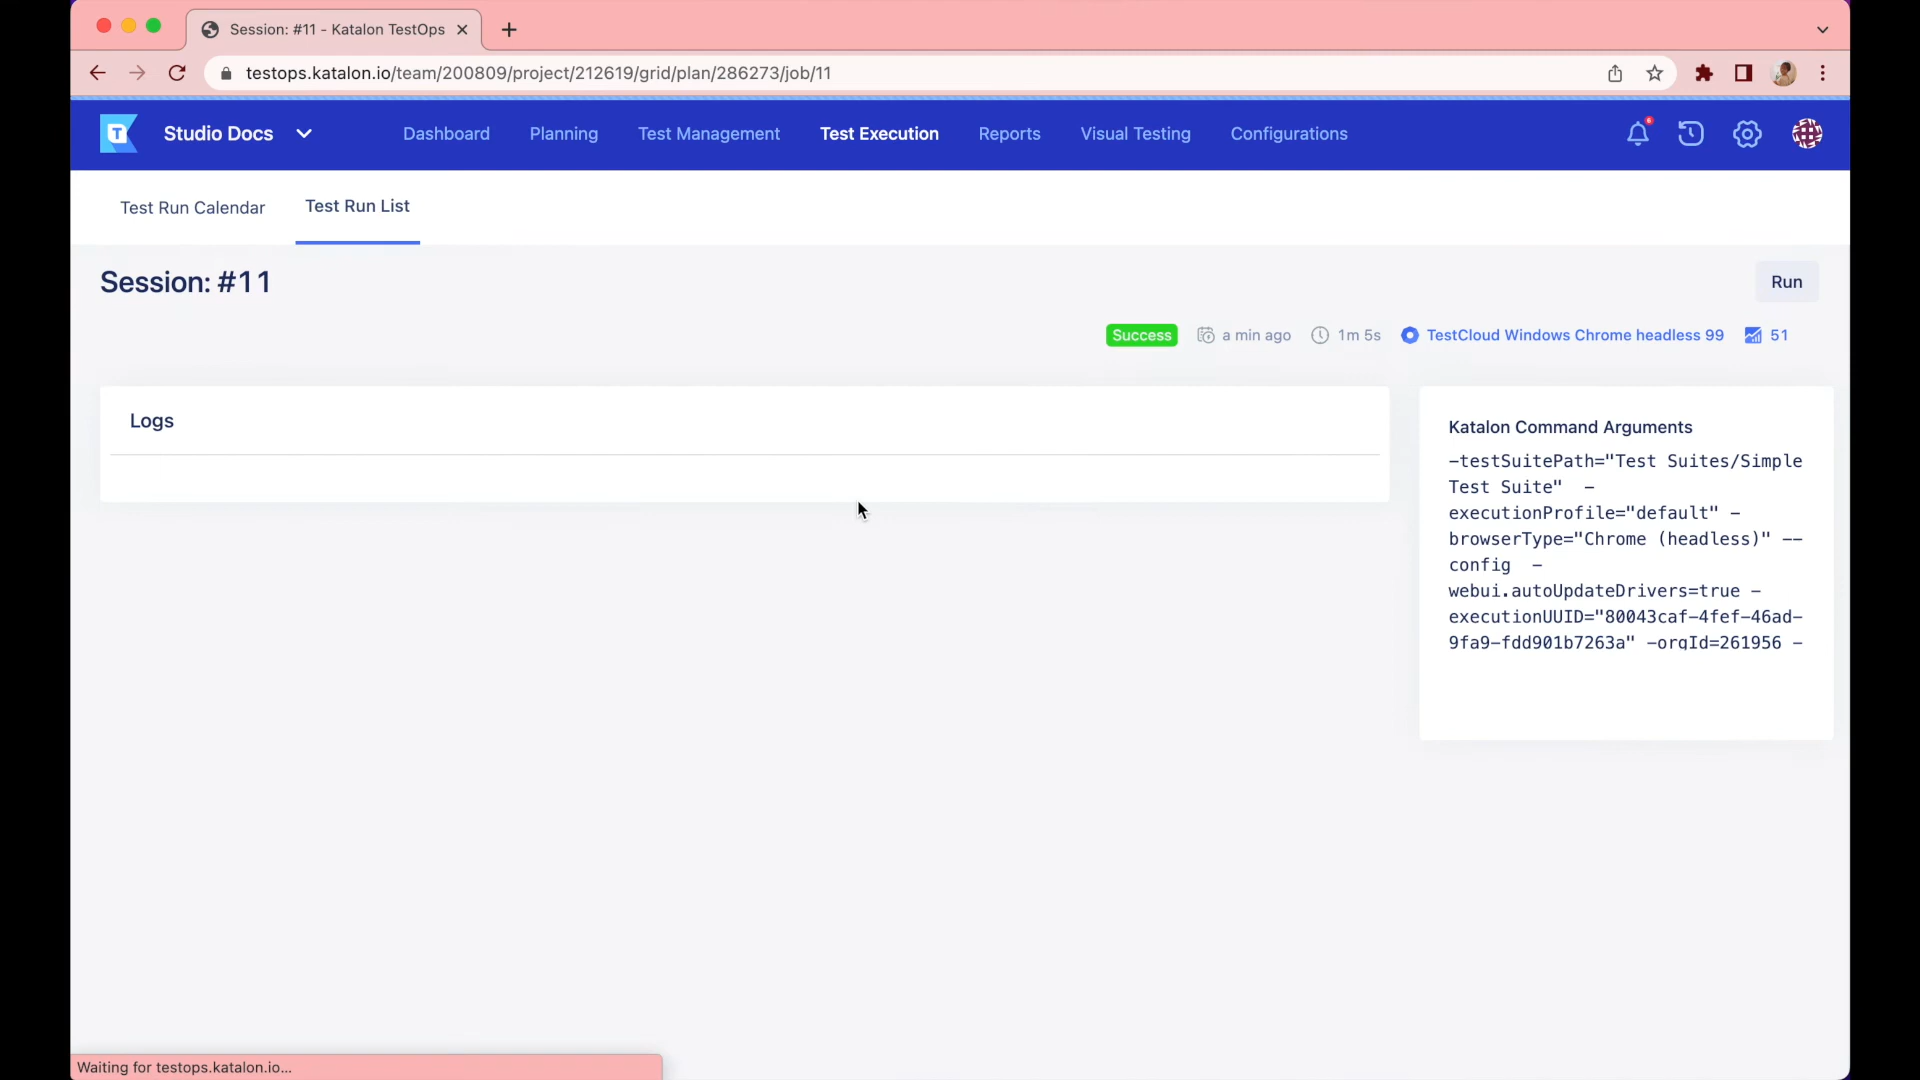 Session: #11 - Katalon TestOps
testops.katalon.io/team/200809/project/212619/grid/plan/286273/job/11
T Studio Docs Dashboard Planning Test Management Test Execution Reports Visual Testing Configurations
Test Run Calendar Test Run List
Session: #11 Run
Success a min ago 1m 5s TestCloud Windows Chrome headless 99 51
Logs
Katalon Command Arguments
-testSuitePath="Test Suites/Simple
Test Suite" -
executionProfile="default" -
browserType="Chrome (headless)" --
config -
webui.autoUpdateDrivers=true -
executionUUID="80043caf-4fef-46ad-
9fa9-fdd901b7263a" -orgId=261956 -
Waiting for testops.katalon.io...